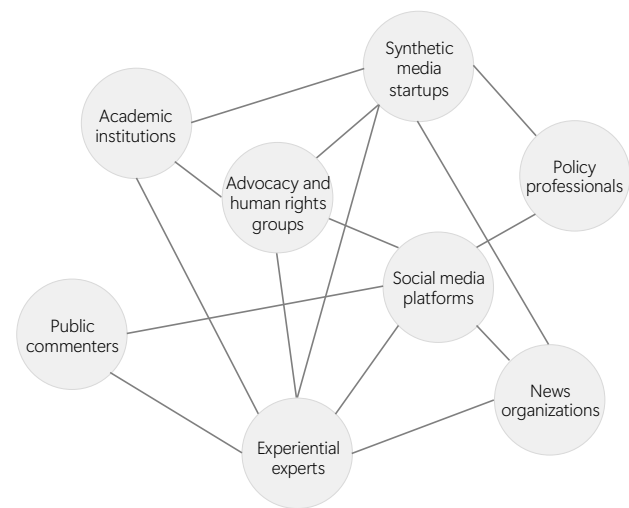 Synthetic
media
startups
Academic
institutions
Advocacy and
human rights
groups
Policy
professionals
Social media
platforms
Public
commenters
News
organizations
Experiential
experts